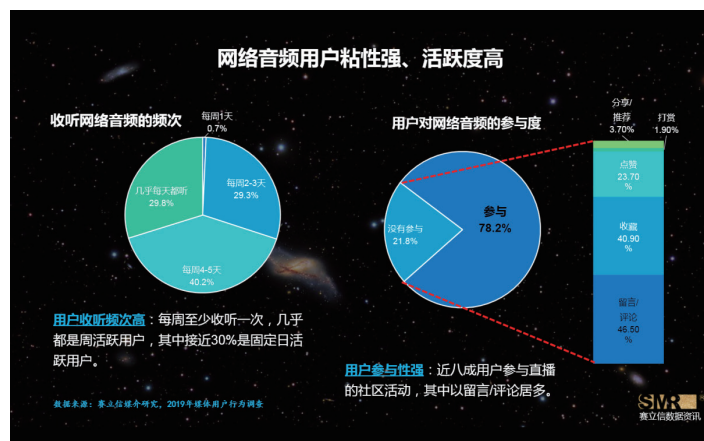 网络音频用户粘性强、活跃度高
收听网络音频的频次
每周1天
0.7%
每周2-3天
29.3%
几乎每天都听
29.8%
每周4-5天
40.2%
用户收听频次高：每周至少收听一次，几乎
都是周活跃用户，其中接近30%是固定日活
跃用户。
数据来源：赛立信媒介研究，2019年媒体用户行为调查
用户对网络音频的参与度
参与
78.2%
没有参与
21.8%
分享/
推荐
3.70%
打赏
1.90%
点赞
23.70
%
收藏
40.90
%
留言/
评论
46.50
%
用户参与性强：近八成用户参与直播
的社区活动，其中以留言/评论居多。
SMR
赛立信数据资讯